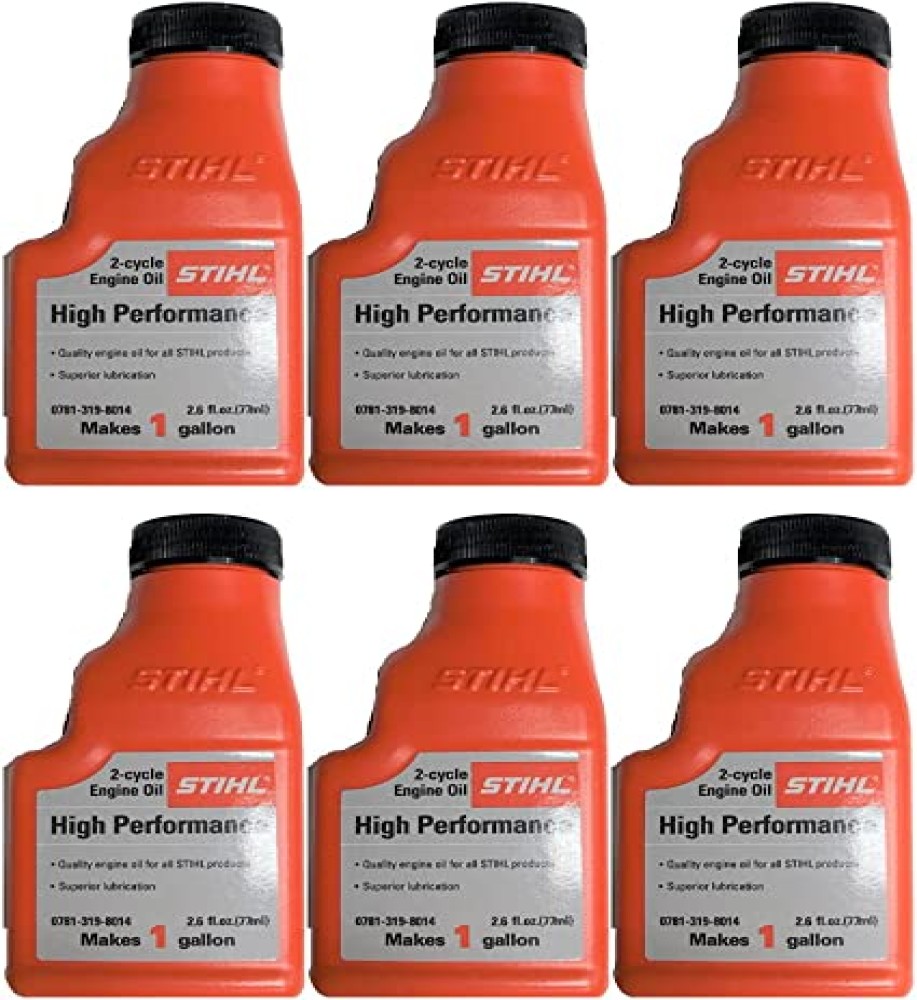 STIHL
2-cycle
Engine Oil STIHL
High Performance
• Quality engine oil for all STIHL products
• Superior lubrication
0781-319-8014 2.6 fl.oz.(77ml)
Makes 1 gallon
STIHL
2-cycle
Engine Oil STIHL
High Performance
• Quality engine oil for all STIHL products
• Superior lubrication
0781-319-8014 2.6 fl.oz.(77ml)
Makes 1 gallon
STIHL
2-cycle
Engine Oil STIHL
High Performance
• Quality engine oil for all STIHL products
• Superior lubrication
0781-319-8014 2.6 fl.oz.(77ml)
Makes 1 gallon
STIHL
2-cycle
Engine Oil STIHL
High Performance
• Quality engine oil for all STIHL products
• Superior lubrication
0781-319-8014 2.6 fl.oz.(77ml)
Makes 1 gallon
STIHL
2-cycle
Engine Oil STIHL
High Performance
• Quality engine oil for all STIHL products
• Superior lubrication
0781-319-8014 2.6 fl.oz.(77ml)
Makes 1 gallon
STIHL
2-cycle
Engine Oil STIHL
High Performance
• Quality engine oil for all STIHL products
• Superior lubrication
0781-319-8014 2.6 fl.oz.(77ml)
Makes 1 gallon